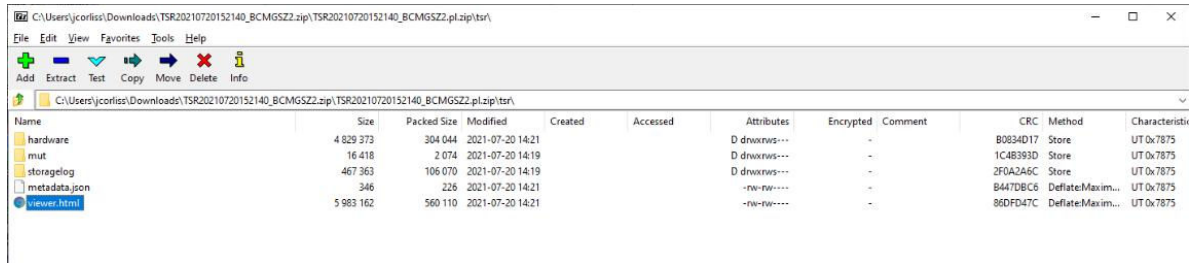 C:\Users\jcorliss\Downloads\TSR20210720152140_BCMGSZ2.zip\TSR20210720152140_BCMGSZ2.pl.zip\tsr\
File Edit View Favorites Tools Help
Add Extract Test Copy Move Delete Info
C:\Users\jcorliss\Downloads\TSR20210720152140_BCMGSZ2.zip\TSR20210720152140_BCMGSZ2.pl.zip\tsr\
Name Size Packed Size Modified Created Accessed Attributes Encrypted Comment CRC Method Characteristic
hardware 4 829 373 304 044 2021-07-20 14:21 D drwxrws--- - B0834D17 Store UT 0x7875
mut 16 418 2 074 2021-07-20 14:19 D drwxrws--- - 1C4B393D Store UT 0x7875
storagelog 467 363 106 070 2021-07-20 14:19 D drwxrws--- - 2F0A2A6C Store UT 0x7875
metadata.json 346 226 2021-07-20 14:21 -rw-rw---- - B447DBC6 Deflate:Maxim... UT 0x7875
viewer.html 5 983 162 560 110 2021-07-20 14:21 -rw-rw---- - 86DFD47C Deflate:Maxim... UT 0x7875